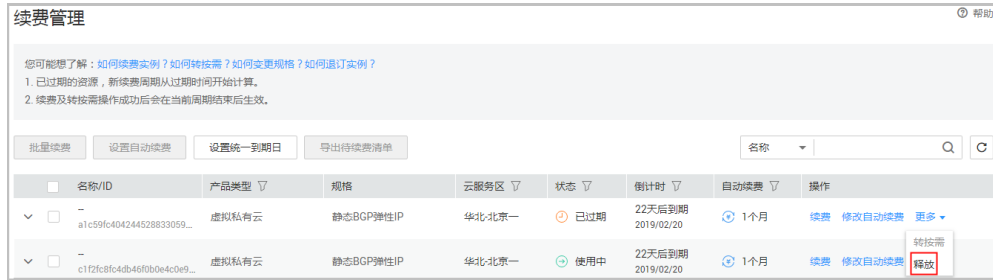 续费管理
帮助
您可能想了解：如何续费实例？如何转按需？如何变更规格？如何退订实例？
1. 已过期的资源，新续费周期从过期时间开始计算。
2. 续费及转按需操作成功后会在当前周期结束后生效。
批量续费 设置自动续费 设置统一到期日 导出待续费清单 名称
名称/ID 产品类型 规格 云服务区 状态 倒计时 自动续费 操作
-- 虚拟私有云 静态BGP弹性IP 华北-北京一 已过期 22天后到期 1个月 续费 修改自动续费 更多
a1c59fc404244528833059... 2019/02/20
转按需
-- 虚拟私有云 静态BGP弹性IP 华北-北京一 使用中 22天后到期 1个月 续费 修改自动续费 释放
c1f2fc8fc4db46f0b0e4c0e9... 2019/02/20